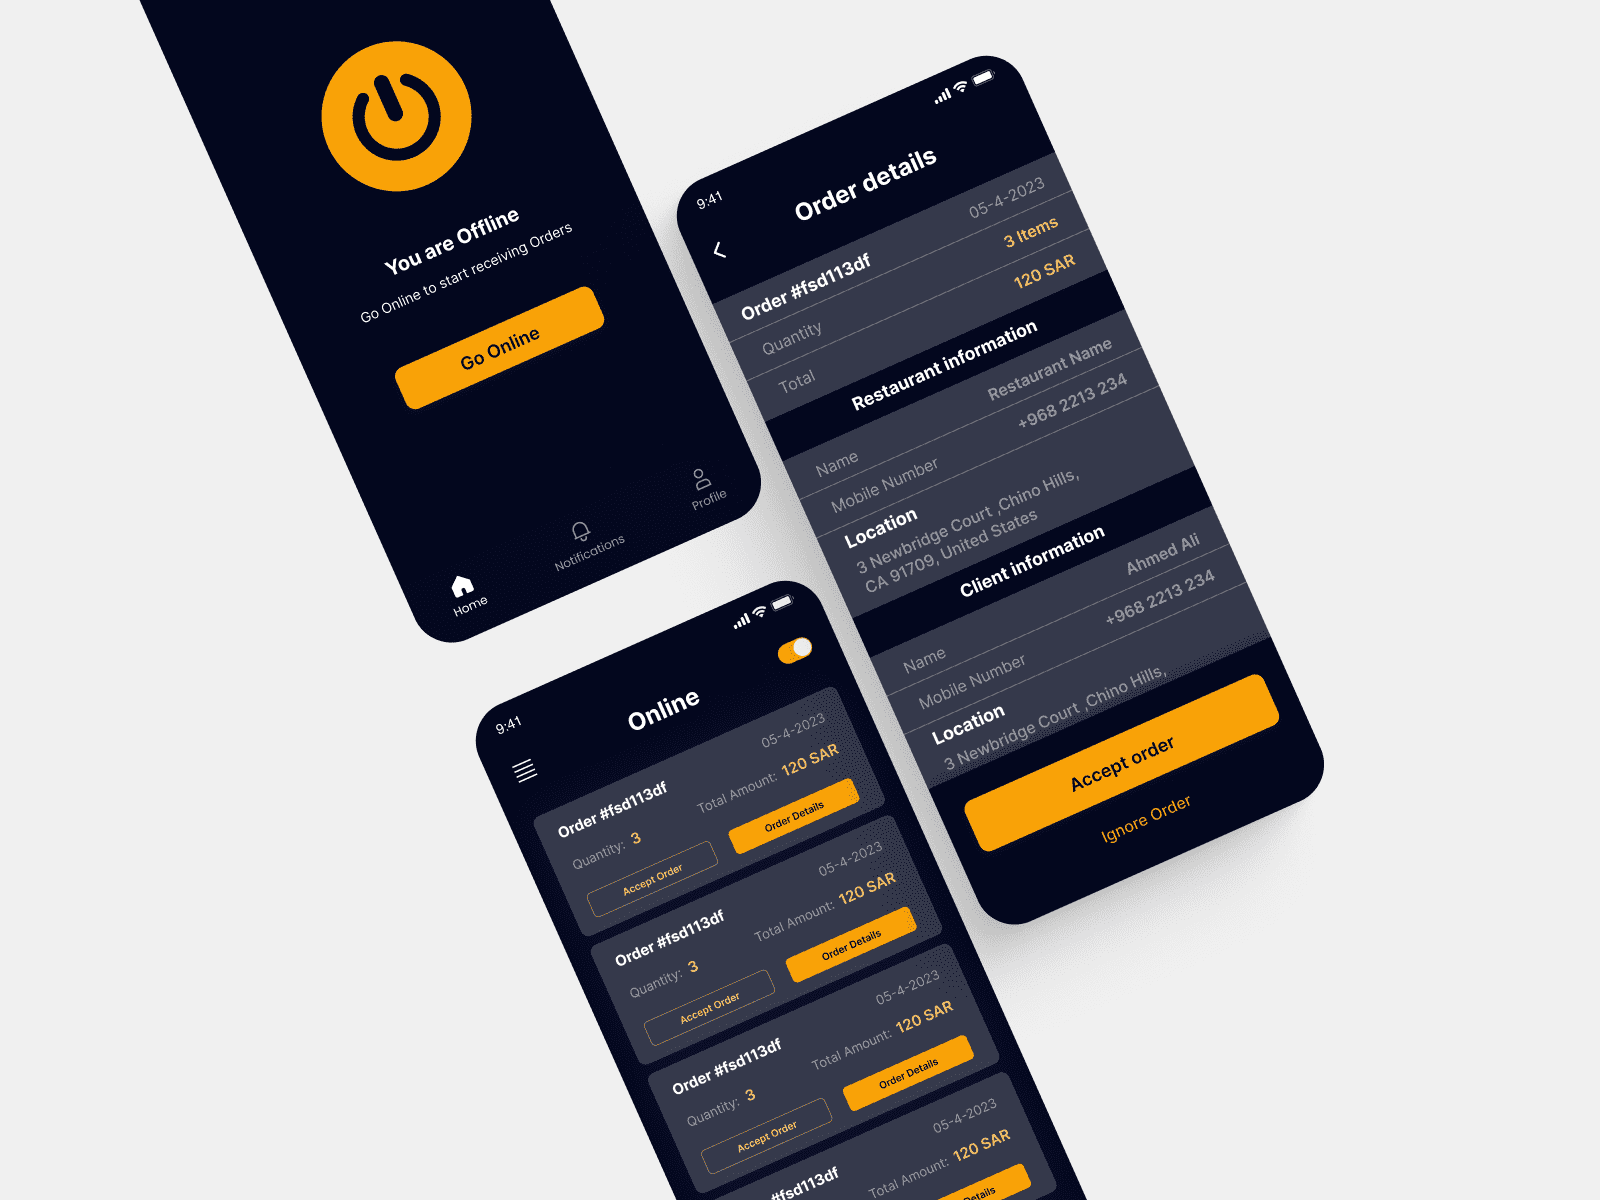 You are Offline
Go Online to start receiving Orders
Go Online
Home
Notifications
Profile
9:41
Order details
Order #fsd113df
05-4-2023
Quantity
3 Items
Total
120 SAR
Restaurant information
Name
Restaurant Name
Mobile Number
+968 2213 234
Location
3 Newbridge Court ,Chino Hills,
CA 91709, United States
Client information
Name
Ahmed Ali
Mobile Number
+968 2213 234
Location
3 Newbridge Court ,Chino Hills,
Accept order
Ignore Order
9:41
Online
Order #fsd113df
05-4-2023
Quantity: 3
Total Amount: 120 SAR
Accept Order
Order Details
Order #fsd113df
05-4-2023
Quantity: 3
Total Amount: 120 SAR
Accept Order
Order Details
Order #fsd113df
05-4-2023
Quantity: 3
Total Amount: 120 SAR
Accept Order
Order Details
#fsd113df
05-4-2023
Total Amount: 120 SAR
Details